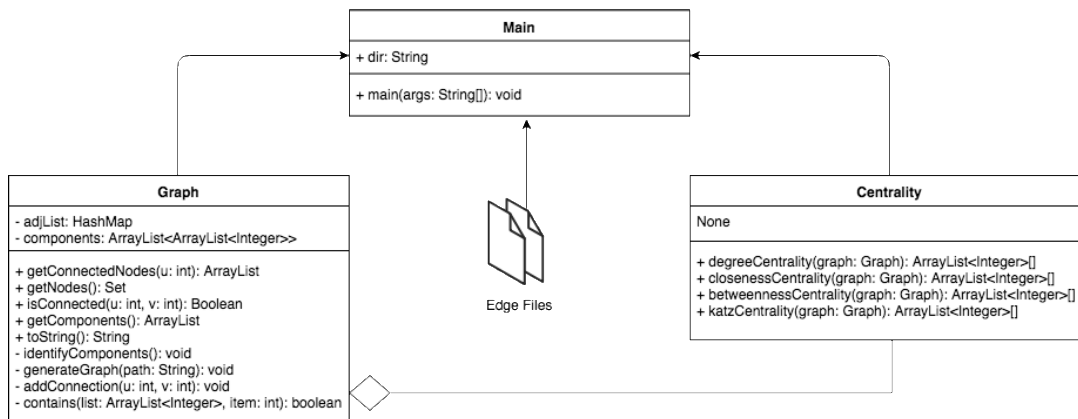 Main
+ dir: String
+ main(args: String[]): void
Graph
- adjList: HashMap
- components: ArrayList<ArrayList<Integer>>
+ getConnectedNodes(u: int): ArrayList
+ getNodes(): Set
+ isConnected(u: int, v: int): Boolean
+ getComponents(): ArrayList
+ toString(): String
- identifyComponents(): void
- generateGraph(path: String): void
- addConnection(u: int, v: int): void
- contains(list: ArrayList<Integer>, item: int): boolean
Edge Files
Centrality
None
+ degreeCentrality(graph: Graph): ArrayList<Integer>[]
+ closenessCentrality(graph: Graph): ArrayList<Integer>[]
+ betweennessCentrality(graph: Graph): ArrayList<Integer>[]
+ katzCentrality(graph: Graph): ArrayList<Integer>[]